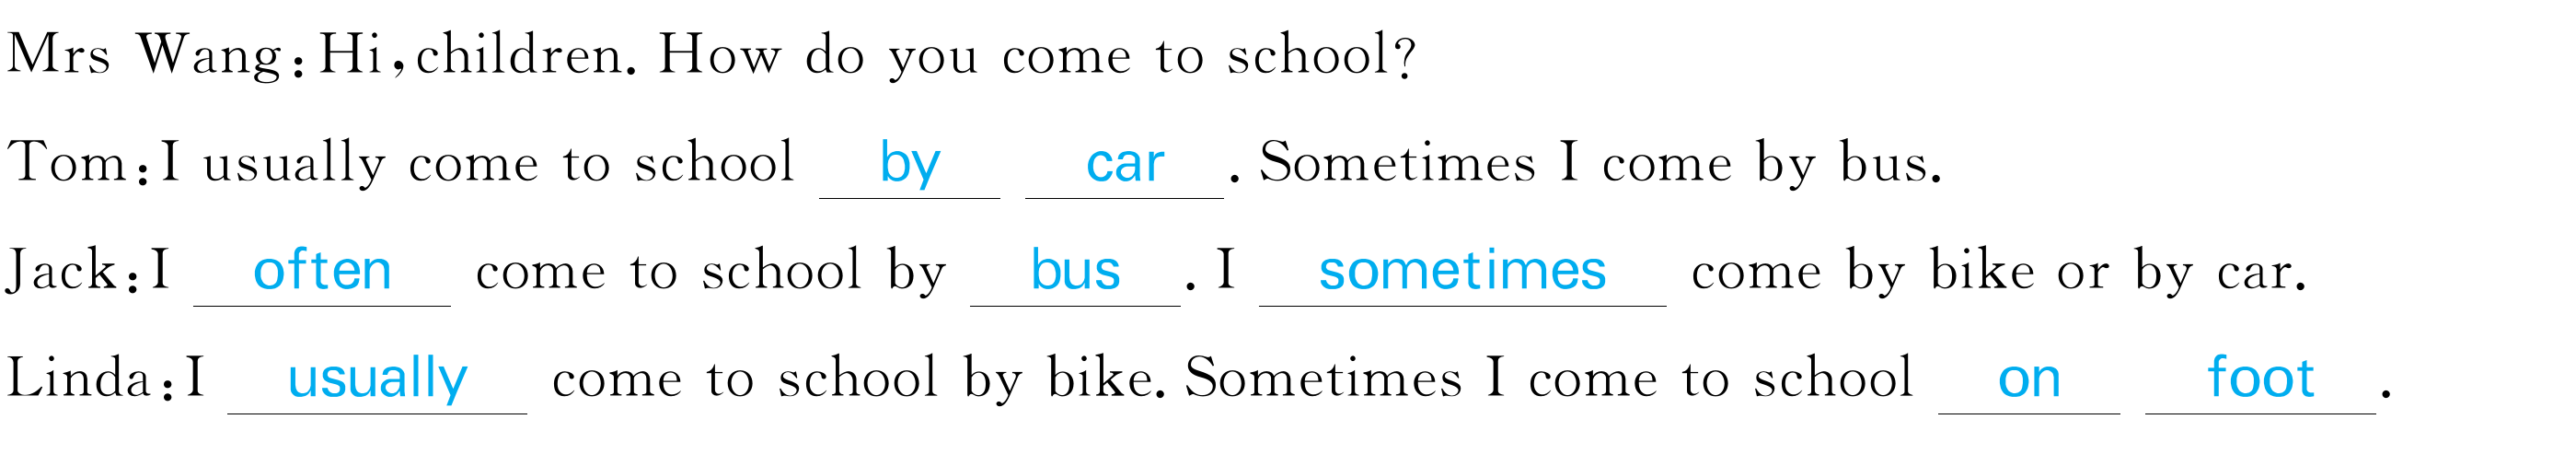 Mrs Wang:Hi,children. How do you come to school?
Tom:I usually come to school by car. Sometimes I come by bus.
Jack:I often come to school by bus. I sometimes come by bike or by car.
Linda:I usually come to school by bike. Sometimes I come to school on foot.